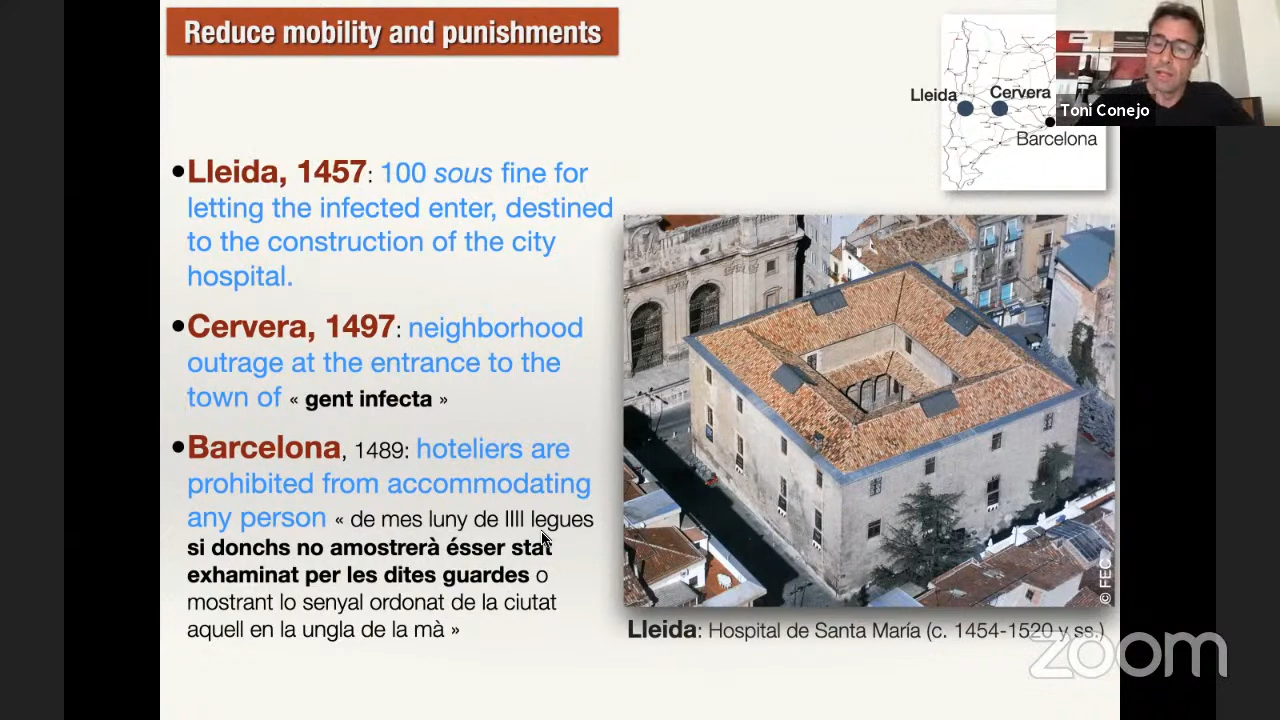 Reduce mobility and punishments
Lleida
Cervera
Barcelona
Toni Conejo
•Lleida, 1457: 100 sous fine for
letting the infected enter, destined
to the construction of the city
hospital.
•Cervera, 1497: neighborhood
outrage at the entrance to the
town of « gent infecta »
•Barcelona, 1489: hoteliers are
prohibited from accommodating
any person « de mes luny de IIII legues
si donchs no amostrerà ésser stat
exhaminat per les dites guardes o
mostrant lo senyal ordonat de la ciutat
aquell en la ungla de la mà »
© FEC
Lleida: Hospital de Santa María (c. 1454-1520 y ss.)
zoom